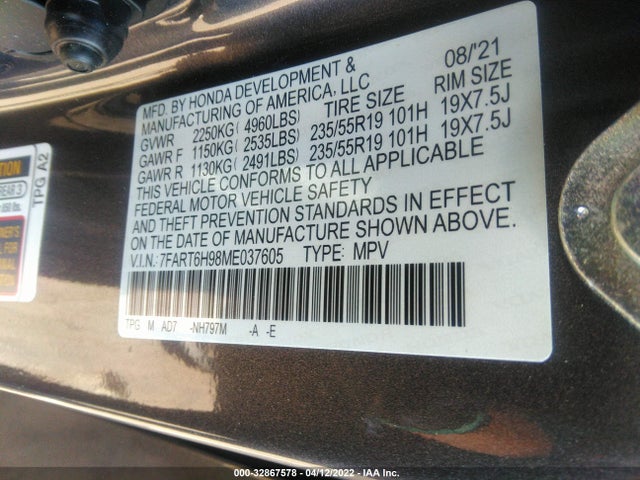 MFD. BY HONDA DEVELOPMENT & 08/'21
MANUFACTURING OF AMERICA, LLC
GVWR 2250KG( 4960LBS) TIRE SIZE RIM SIZE
GAWR F 1150KG( 2535LBS) 235/55R19 101H 19X7.5J
GAWR R 1130KG( 2491LBS) 235/55R19 101H 19X7.5J
THIS VEHICLE CONFORMS TO ALL APPLICABLE
FEDERAL MOTOR VEHICLE SAFETY
AND THEFT PREVENTION STANDARDS IN EFFECT
ON THE DATE OF MANUFACTURE SHOWN ABOVE.
V.I.N: 7FART6H98ME037605 TYPE: MPV
TPG M AD7 -NH797M -A -E
TPG A2
REAR 3
000-32867578 - 04/12/2022 - IAA Inc.